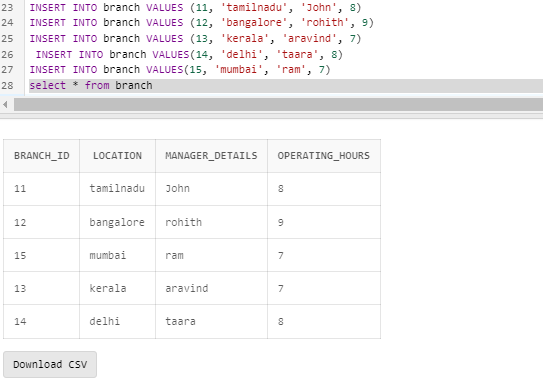 23 INSERT INTO branch VALUES (11, 'tamilnadu', 'John', 8)
24 INSERT INTO branch VALUES (12, 'bangalore', 'rohith', 9)
25 INSERT INTO branch VALUES (13, 'kerala', 'aravind', 7)
26  INSERT INTO branch VALUES(14, 'delhi', 'taara', 8)
27 INSERT INTO branch VALUES(15, 'mumbai', 'ram', 7)
28 select * from branch
BRANCH_ID LOCATION MANAGER_DETAILS OPERATING_HOURS
11 tamilnadu John 8
12 bangalore rohith 9
15 mumbai ram 7
13 kerala aravind 7
14 delhi taara 8
Download CSV